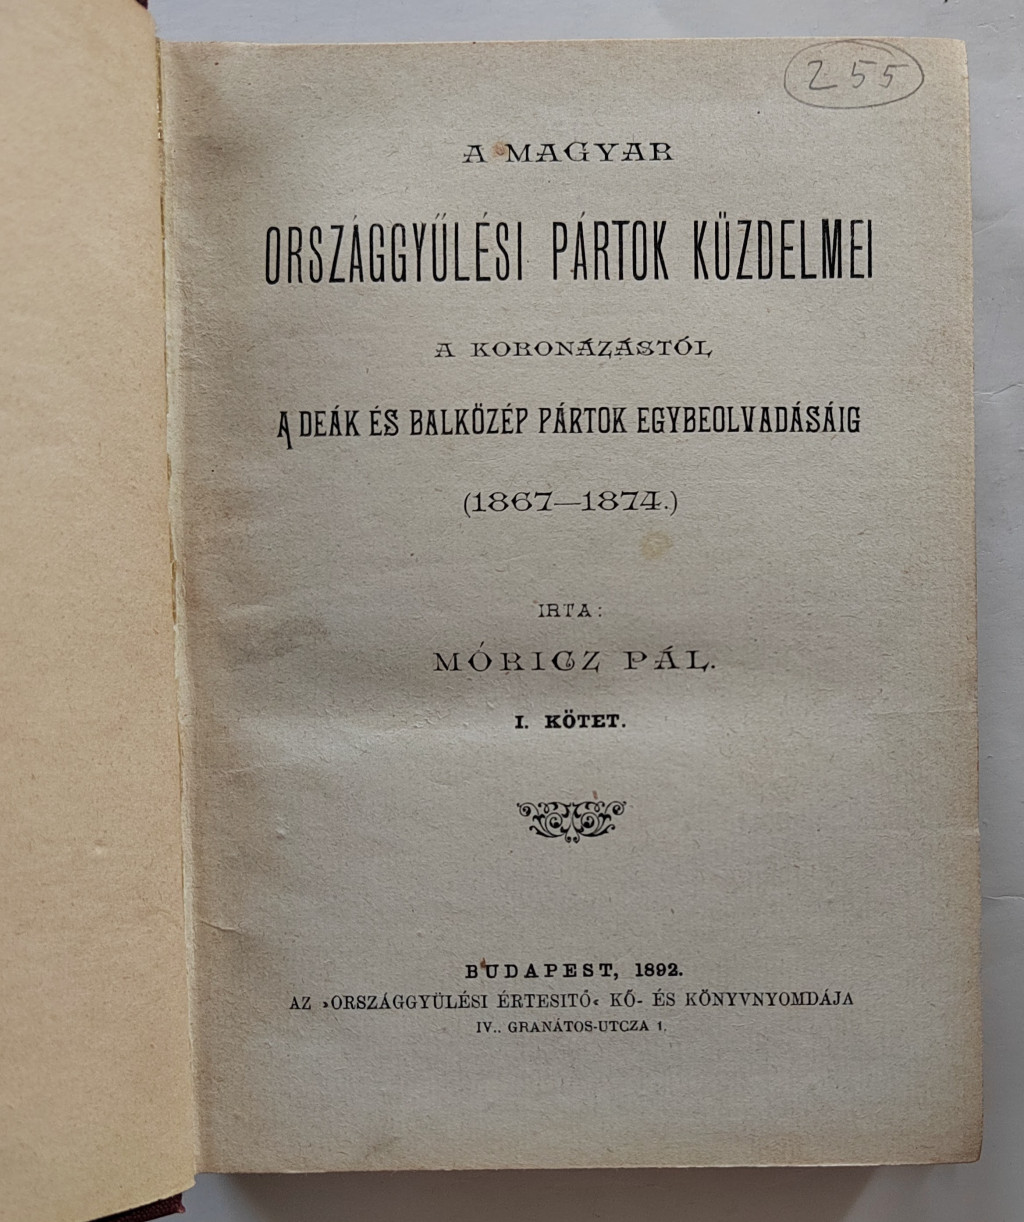 255
A MAGYAR
ORSZÁGGYŰLÉSI PÁRTOK KÜZDELMEI
A KORONÁZÁSTÓL
A DEÁK ÉS BALKÖZÉP PÁRTOK EGYBEOLVADÁSÁIG
(1867—1874.)
IRTA:
MÓRICZ PÁL.
I. KÖTET.
BUDAPEST, 1892.
AZ »ORSZÁGGYÜLÉSI ÉRTESITŐ« KŐ- ÉS KÖNYVNYOMDÁJA
IV.. GRANÁTOS-UTCZA 1.